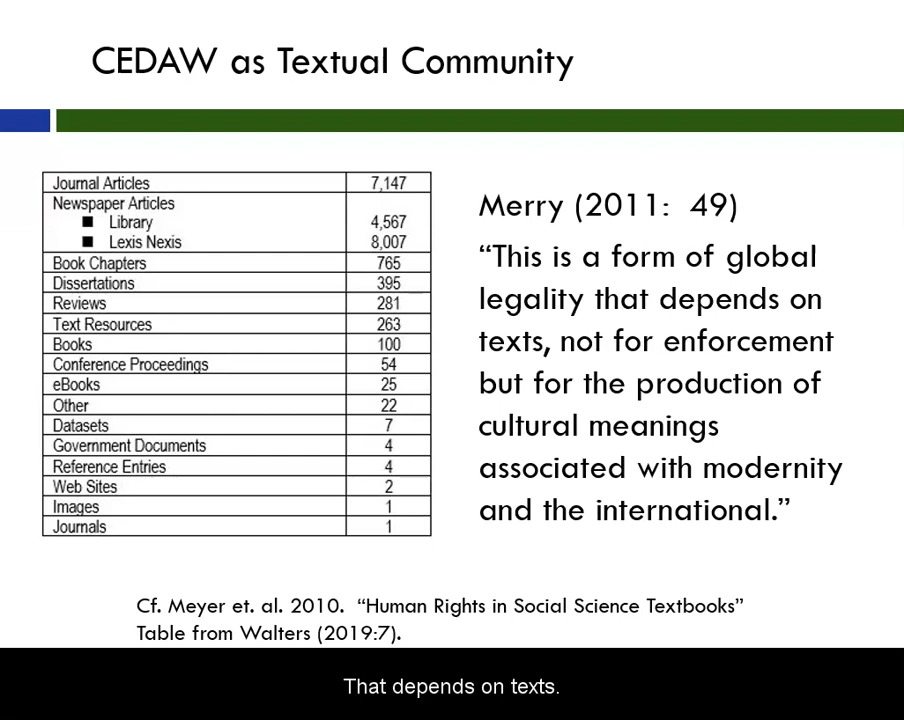 CEDAW as Textual Community
Journal Articles 7,147
Newspaper Articles
■ Library 4,567
■ Lexis Nexis 8,007
Book Chapters 765
Dissertations 395
Reviews 281
Text Resources 263
Books 100
Conference Proceedings 54
eBooks 25
Other 22
Datasets 7
Government Documents 4
Reference Entries 4
Web Sites 2
Images 1
Journals 1
Merry (2011: 49)
“This is a form of global
legality that depends on
texts, not for enforcement
but for the production of
cultural meanings
associated with modernity
and the international.”
Cf. Meyer et. al. 2010. “Human Rights in Social Science Textbooks”
Table from Walters (2019:7).
That depends on texts.